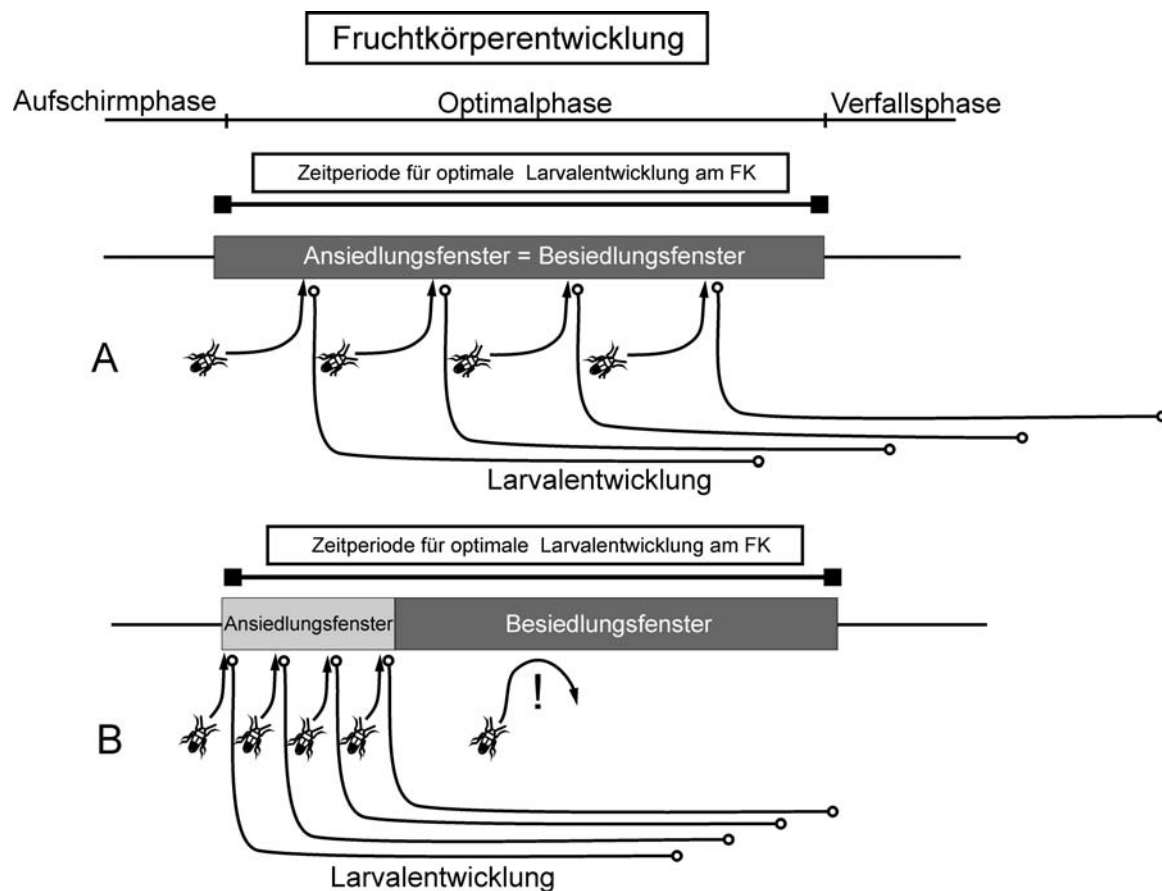 Fruchtkörperentwicklung
Aufschirmphase Optimalphase Verfallsphase
Zeitperiode für optimale Larvalentwicklung am FK
Ansiedlungsfenster = Besiedlungsfenster
A
Larvalentwicklung
Zeitperiode für optimale Larvalentwicklung am FK
Ansiedlungsfenster Besiedlungsfenster
!
B
Larvalentwicklung